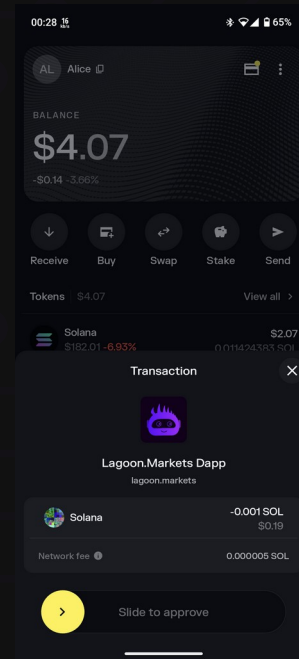 00:28 16 kb/s 65%
AL Alice
BALANCE
$4.07
-$0.14 -3.66%
Receive Buy Swap Stake Send
Tokens $4.07 View all >
Solana $2.07
$182.01 -6.93% 0.011424383 SOL
Transaction
Lagoon.Markets Dapp
lagoon.markets
Solana -0.001 SOL
$0.19
Network fee 0.000005 SOL
Slide to approve